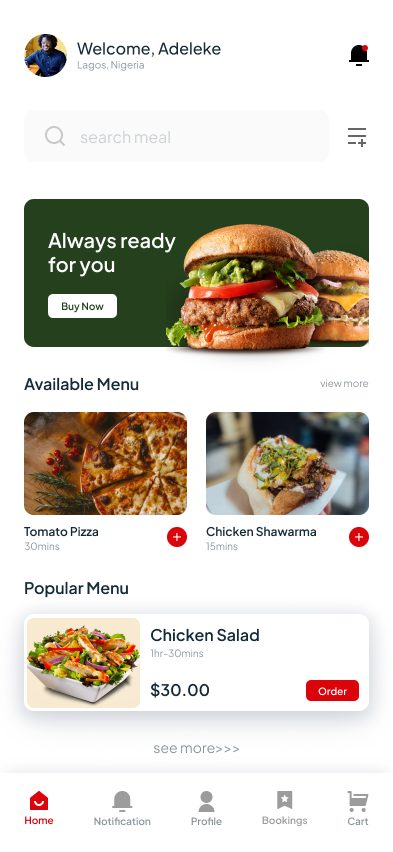 Welcome, Adeleke
Lagos, Nigeria
search meal
Always ready
for you
Buy Now
Available Menu
view more
Tomato Pizza
30mins
Chicken Shawarma
15mins
Popular Menu
Chicken Salad
1hr-30mins
$30.00
Order
see more>>>
Home
Notification
Profile
Bookings
Cart